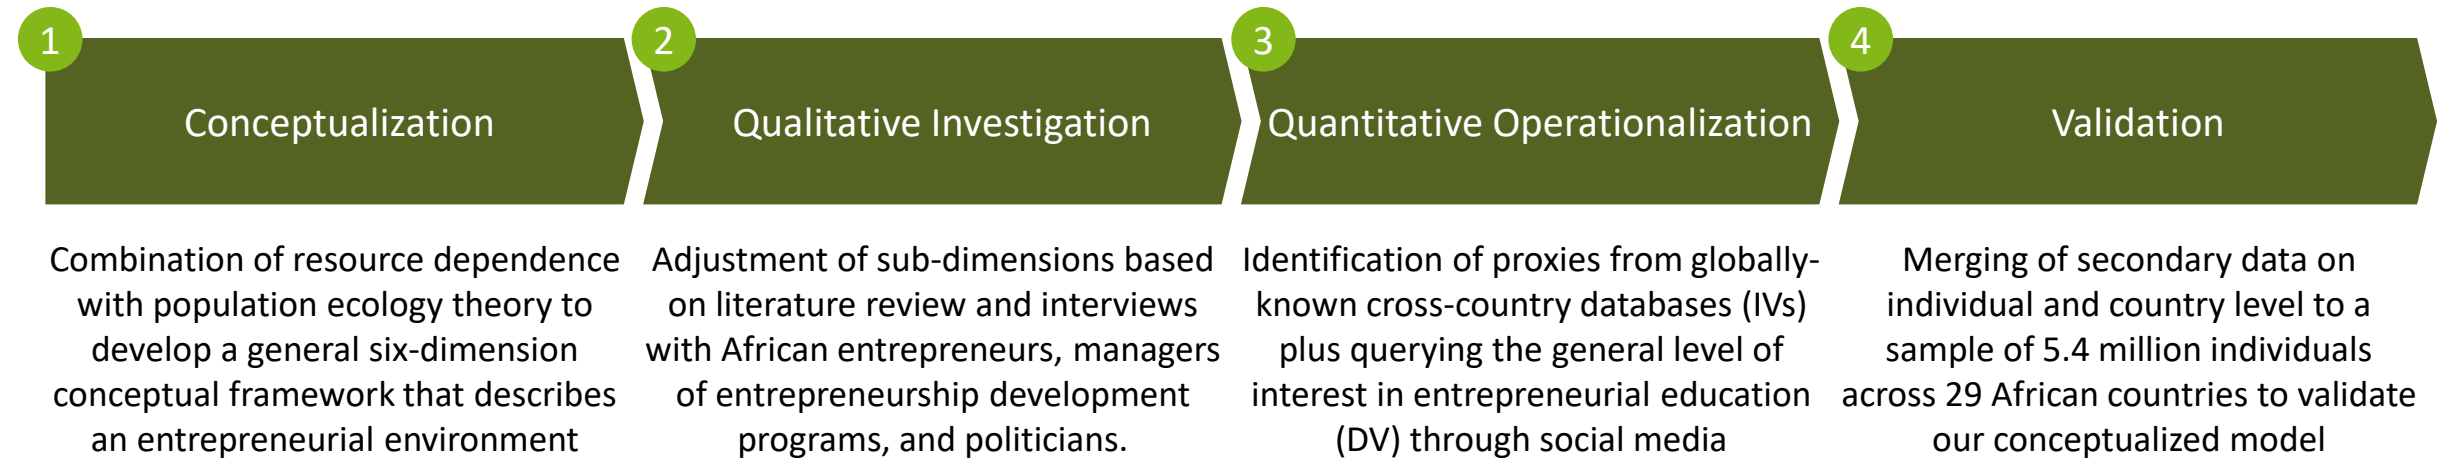 1
Conceptualization
Combination of resource dependence
with population ecology theory to
develop a general six-dimension
conceptual framework that describes
an entrepreneurial environment
2
Qualitative Investigation
Adjustment of sub-dimensions based
on literature review and interviews
with African entrepreneurs, managers
of entrepreneurship development
programs, and politicians.
3
Quantitative Operationalization
Identification of proxies from globally-
known cross-country databases (IVs)
plus querying the general level of
interest in entrepreneurial education
(DV) through social media
4
Validation
Merging of secondary data on
individual and country level to a
sample of 5.4 million individuals
across 29 African countries to validate
our conceptualized model